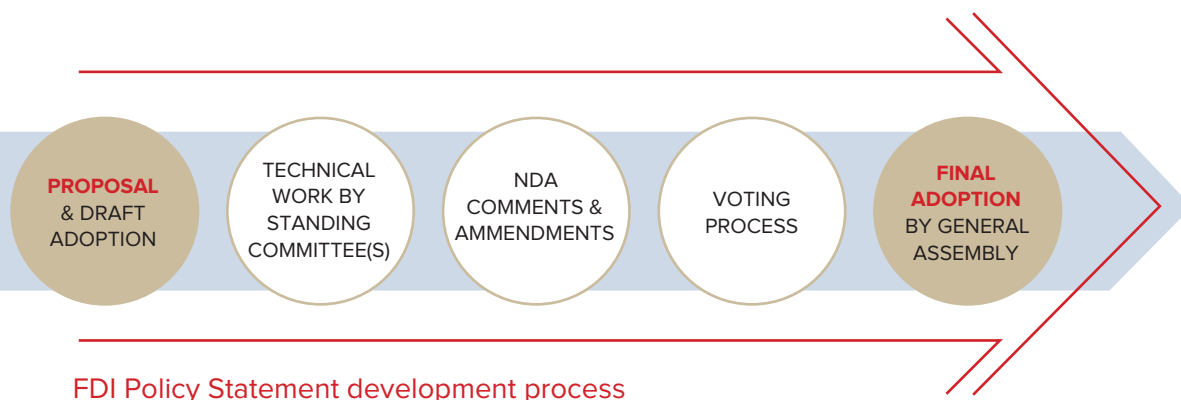 PROPOSAL
& DRAFT
ADOPTION
TECHNICAL
WORK BY
STANDING
COMMITTEE(S)
NDA
COMMENTS &
AMMENDMENTS
VOTING
PROCESS
FINAL
ADOPTION
BY GENERAL
ASSEMBLY
FDI Policy Statement development process